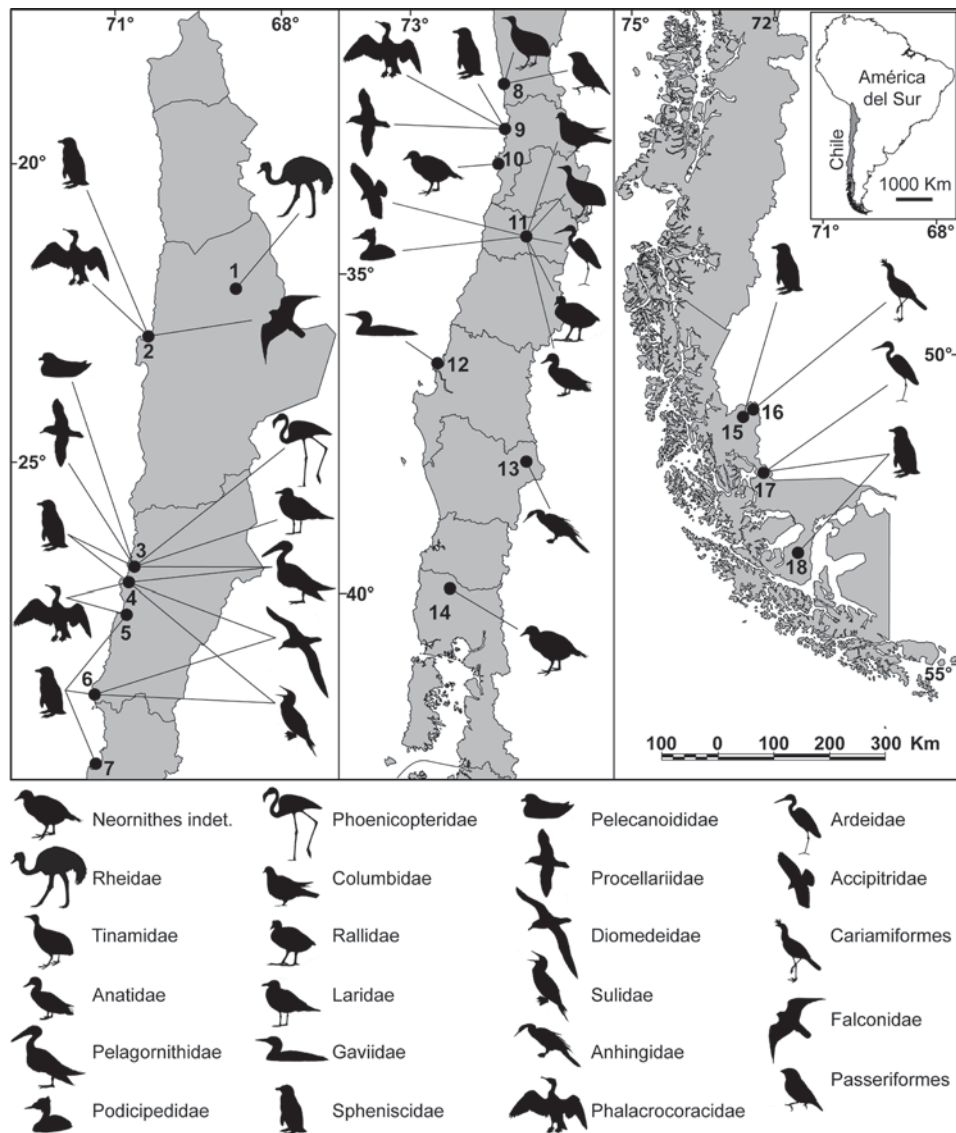 71° 68° 73° 75° 72°
América
del Sur
Chile
1000 Km
71° 68°
20°
25°
35°
40°
50°
55°
1
2
3
4
5
6
7
8
9
10
11
12
13
14
15
16
17
18
100 0 100 200 300 Km
Neornithes indet.
Rheidae
Tinamidae
Anatidae
Pelagornithidae
Podicipedidae
Phoenicopteridae
Columbidae
Rallidae
Laridae
Gaviidae
Spheniscidae
Pelecanoididae
Procellariidae
Diomedeidae
Sulidae
Anhingidae
Phalacrocoracidae
Ardeidae
Accipitridae
Cariamiformes
Falconidae
Passeriformes